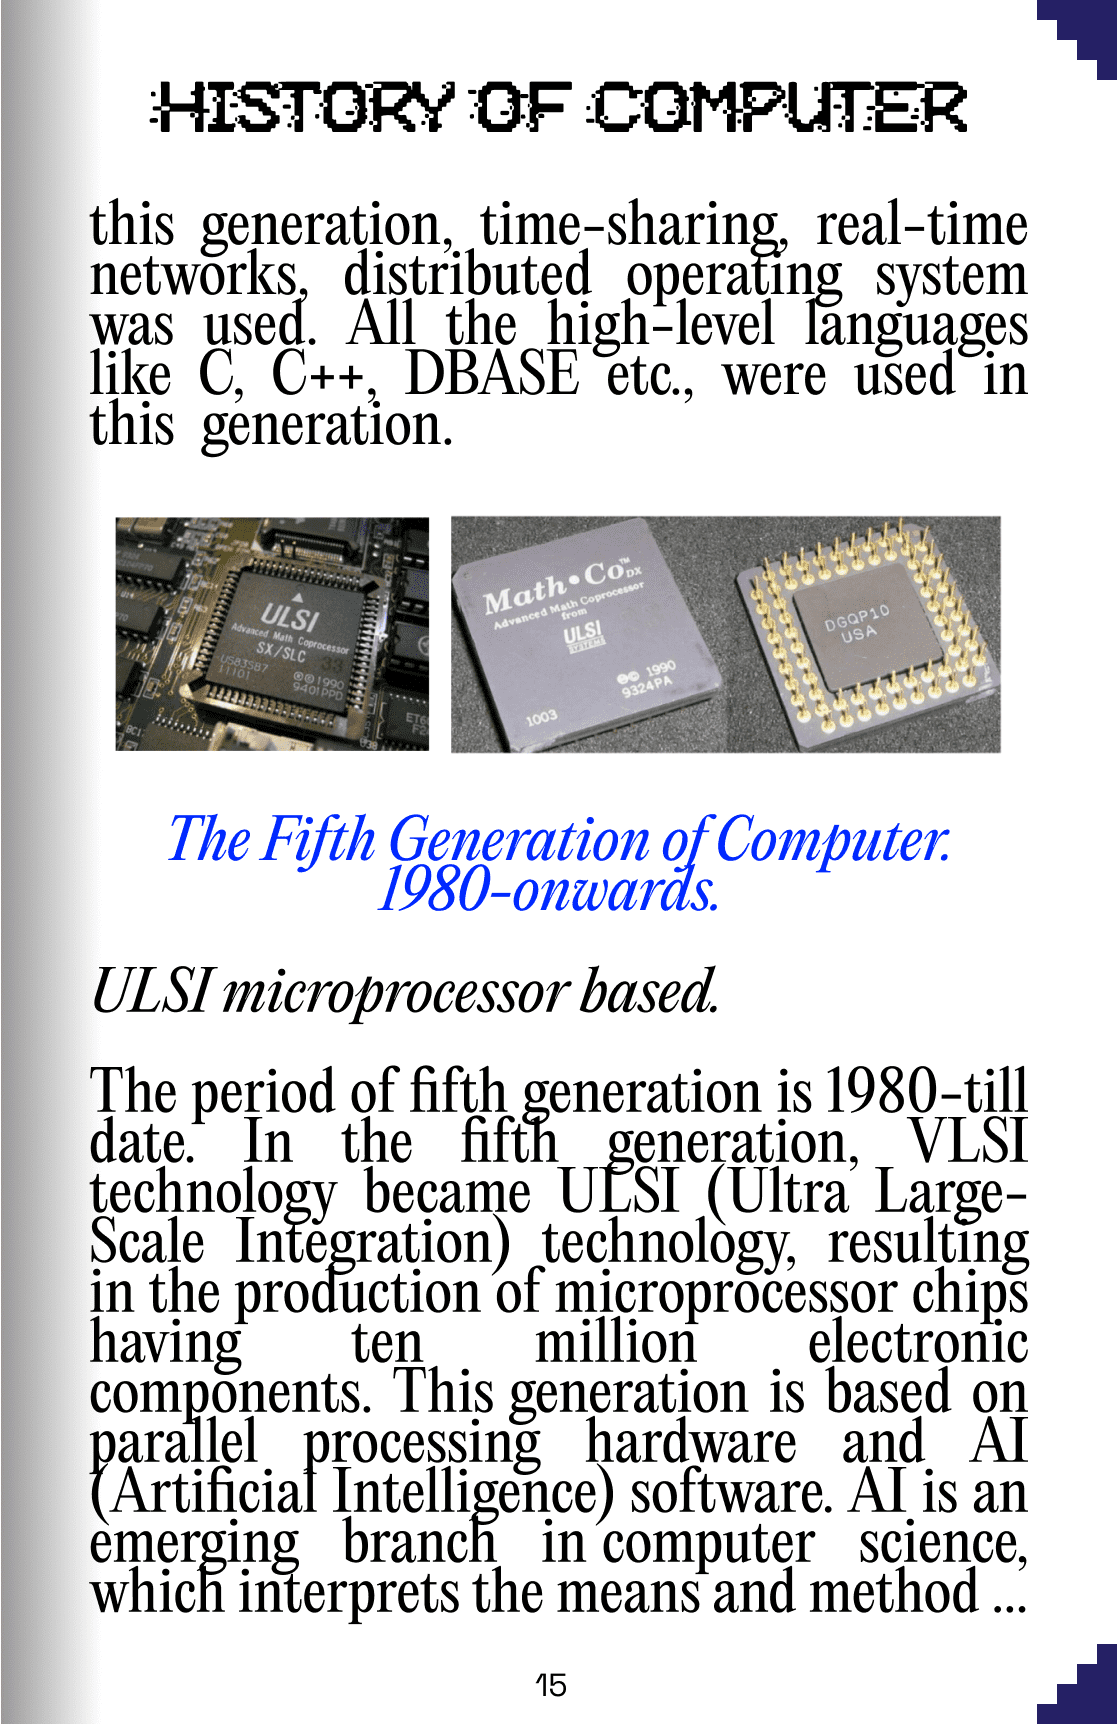 HISTORY OF COMPUTER
this generation, time-sharing, real-time
networks, distributed operating system
was used. All the high-level languages
like C, C++, DBASE etc., were used in
this generation.
ULSI
Advanced Math Coprocessor
SX/SLC
33
US83S87
11101
©1990
9401PPD
Math•Co™DX
Advanced Math Coprocessor
from
ULSI
SYSTEMS
©1990
9324PA
1003
DGQP10
USA
The Fifth Generation of Computer.
1980-onwards.
ULSI microprocessor based.
The period of fifth generation is 1980-till
date. In the fifth generation, VLSI
technology became ULSI (Ultra Large-
Scale Integration) technology, resulting
in the production of microprocessor chips
having ten million electronic
components. This generation is based on
parallel processing hardware and AI
(Artificial Intelligence) software. AI is an
emerging branch in computer science,
which interprets the means and method ...
15